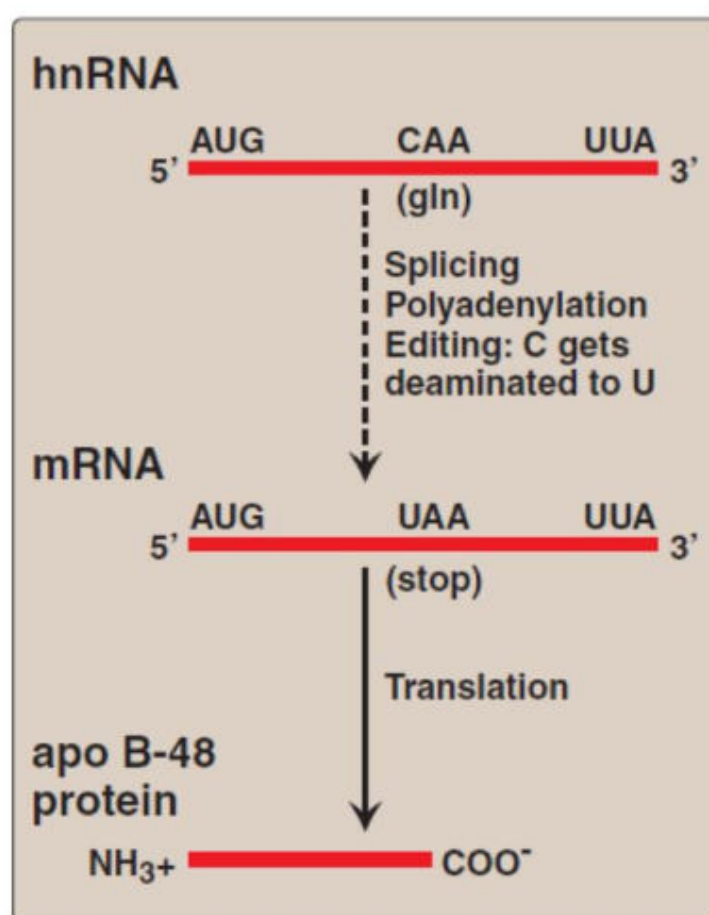 hnRNA
AUG CAA UUA
5’ 3’
(gln)
Splicing
Polyadenylation
Editing: C gets
deaminated to U
mRNA
AUG UAA UUA
5’ 3’
(stop)
Translation
apo B-48
protein
NH3+ COO-